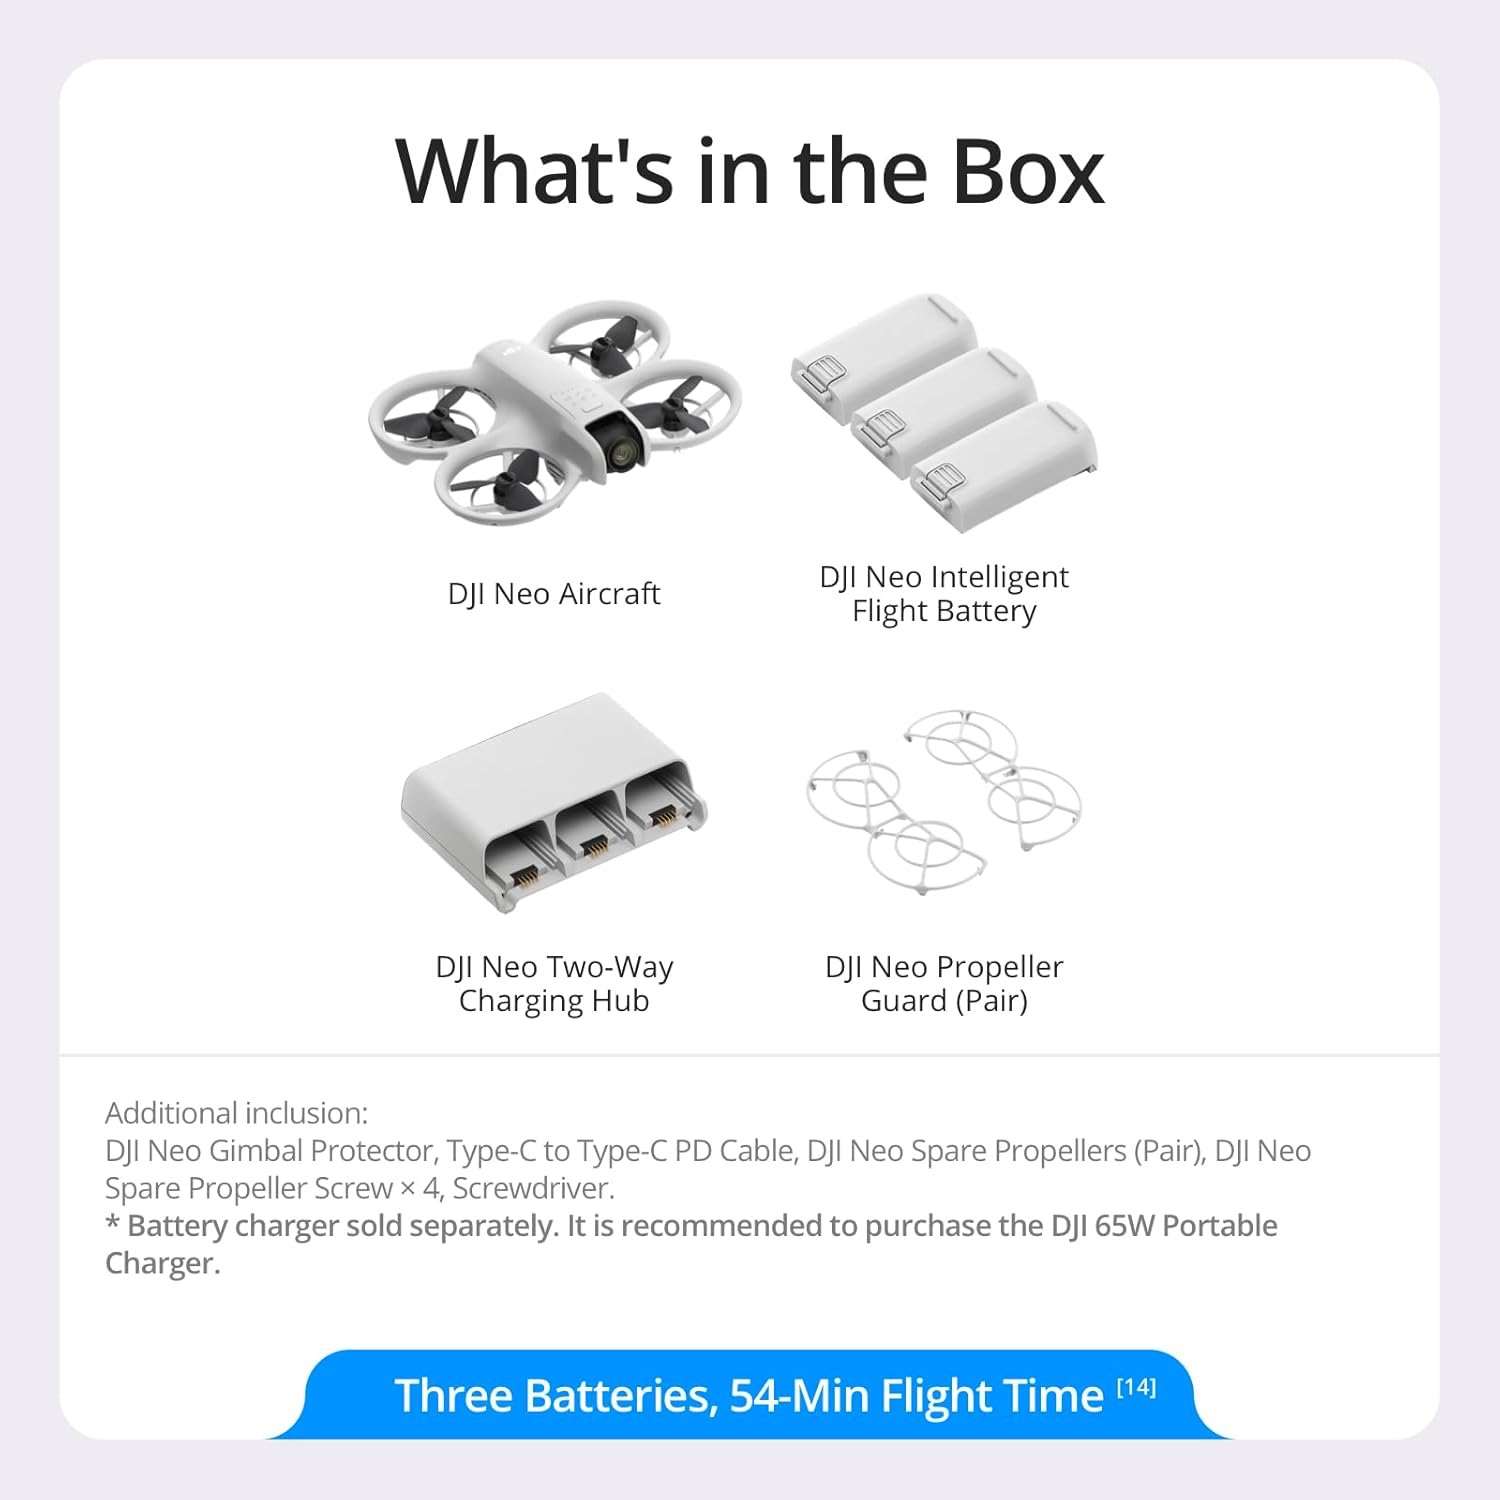 What's in the Box
DJI Neo Aircraft
DJI Neo Intelligent
Flight Battery
DJI Neo Two-Way
Charging Hub
DJI Neo Propeller
Guard (Pair)
Additional inclusion:
DJI Neo Gimbal Protector, Type-C to Type-C PD Cable, DJI Neo Spare Propellers (Pair), DJI Neo
Spare Propeller Screw × 4, Screwdriver.
* Battery charger sold separately. It is recommended to purchase the DJI 65W Portable
Charger.
Three Batteries, 54-Min Flight Time [14]